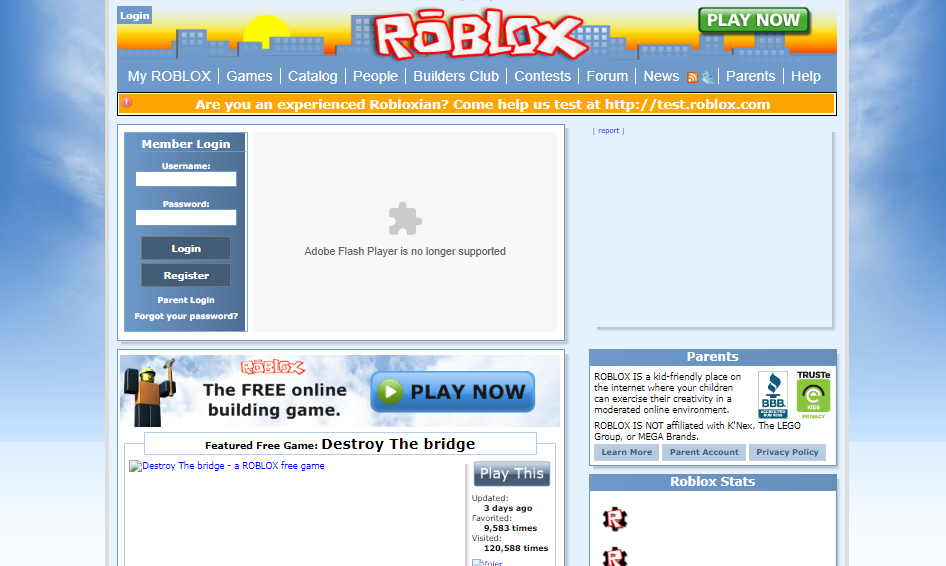 Login
RŌBLOX
PLAY NOW
My ROBLOX
Games
Catalog
People
Builders Club
Contests
Forum
News
Parents
Help
Are you an experienced Robloxian? Come help us test at http://test.roblox.com
Member Login
Username:
Password:
Login
Register
Parent Login
Forgot your password?
Adobe Flash Player is no longer supported
[ report ]
RŌBLOX
The FREE online
building game.
PLAY NOW
Featured Free Game: Destroy The bridge
Destroy The bridge - a ROBLOX free game
Play This
Updated:
3 days ago
Favorited:
9,583 times
Visited:
120,588 times
Parents
ROBLOX IS a kid-friendly place on
the internet where your children
can exercise their creativity in a
moderated online environment.
BBB.
ACCREDITED
BUSINESS
TRUSTe
KIDS
PRIVACY
ROBLOX IS NOT affiliated with K'Nex, The LEGO
Group, or MEGA Brands.
Learn More
Parent Account
Privacy Policy
Roblox Stats
R
R